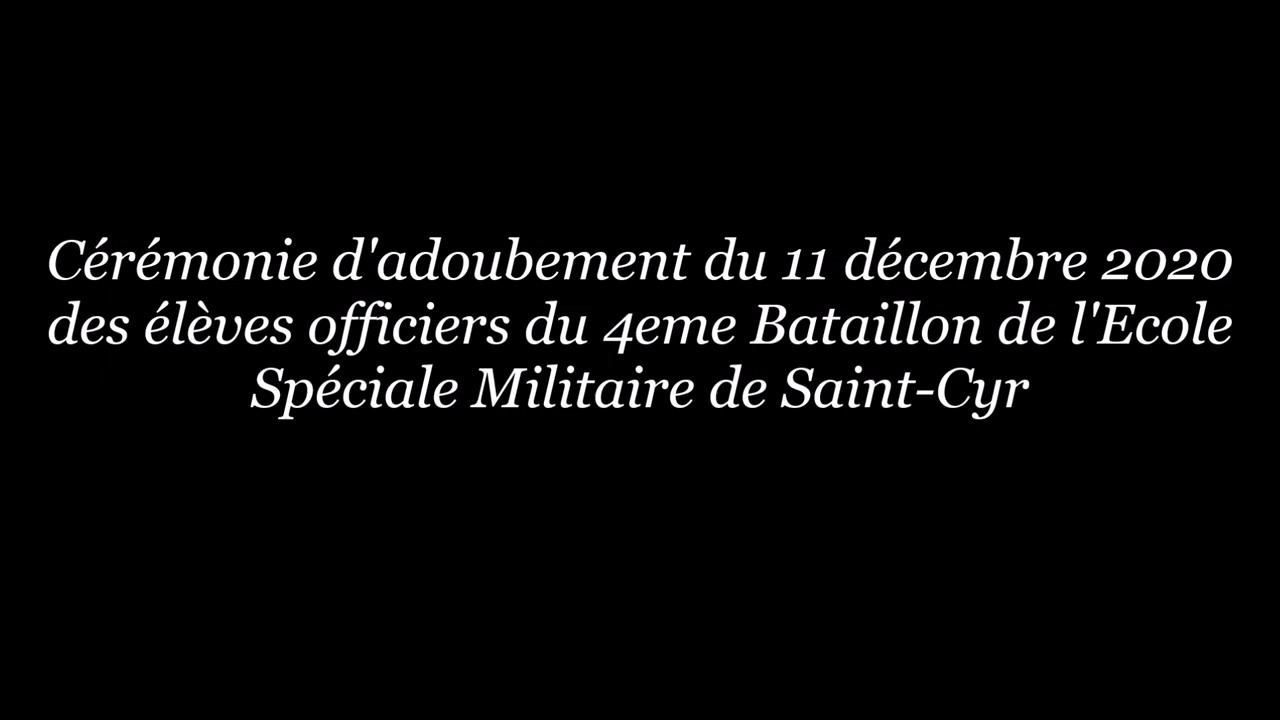 Cérémonie d'adoubement du 11 décembre 2020
des élèves officiers du 4eme Bataillon de l'Ecole
Spéciale Militaire de Saint-Cyr